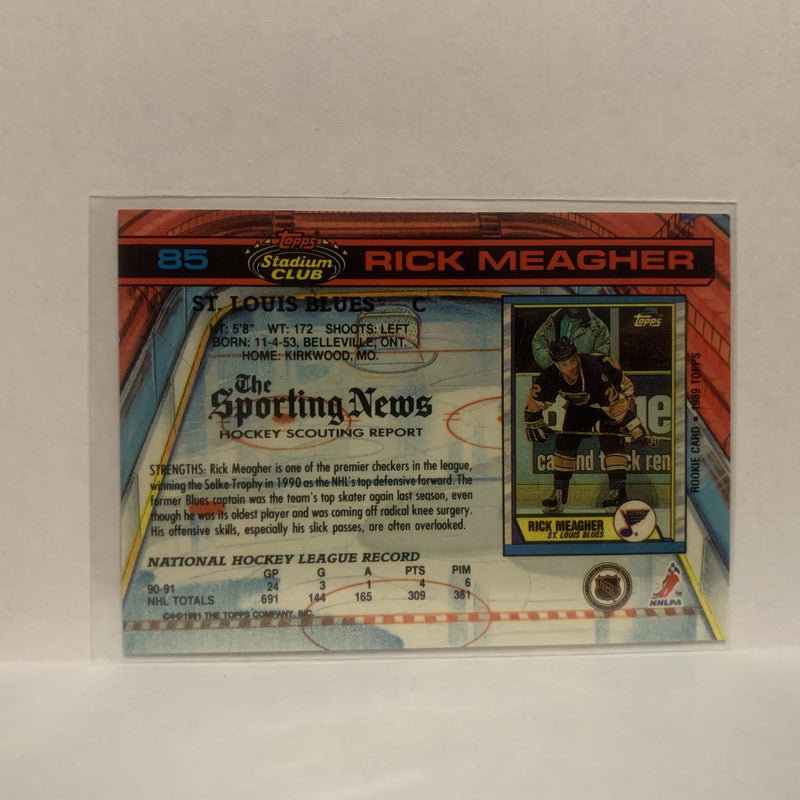 85 Topps Stadium CLUB RICK MEAGHER
ST. LOUIS BLUES C
HT: 5'8" WT: 172 SHOOTS: LEFT
BORN: 11-4-53, BELLEVILLE, ONT.
HOME: KIRKWOOD, MO.
The
Sporting News
HOCKEY SCOUTING REPORT
STRENGTHS: Rick Meagher is one of the premier checkers in the league,
winning the Selke Trophy in 1990 as the NHL's top defensive forward. The
former Blues captain was the team's top skater again last season, even
though he was its oldest player and was coming off radical knee surgery.
His offensive skills, especially his slick passes, are often overlooked.
NATIONAL HOCKEY LEAGUE RECORD
GP G A PTS PIM
90-91 24 3 1 4 6
NHL TOTALS 691 144 165 309 381
©®1991 THE TOPPS COMPANY, INC.
Topps
ca and t ck ren
RICK MEAGHER
ST. LOUIS BLUES
ROOKIE CARD • 1989 TOPPS
NHL
NHLPA
TM